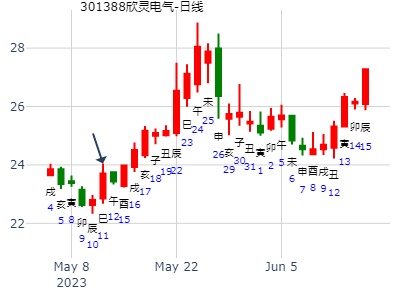 301388欣灵电气-日线
28
26
24
22
戌
4
亥
5
寅
8
卯
9
辰
10
巳
11
午
12
酉
15
戌
16
亥
17
子
18
丑
19
辰
22
巳
23
午
24
未
25
申
26
亥
29
子
30
丑
31
寅
1
卯
2
午
5
未
6
申
7
酉
8
戌
9
丑
12
寅
13
卯
14
辰
15
May 8
2023
May 22
Jun 5